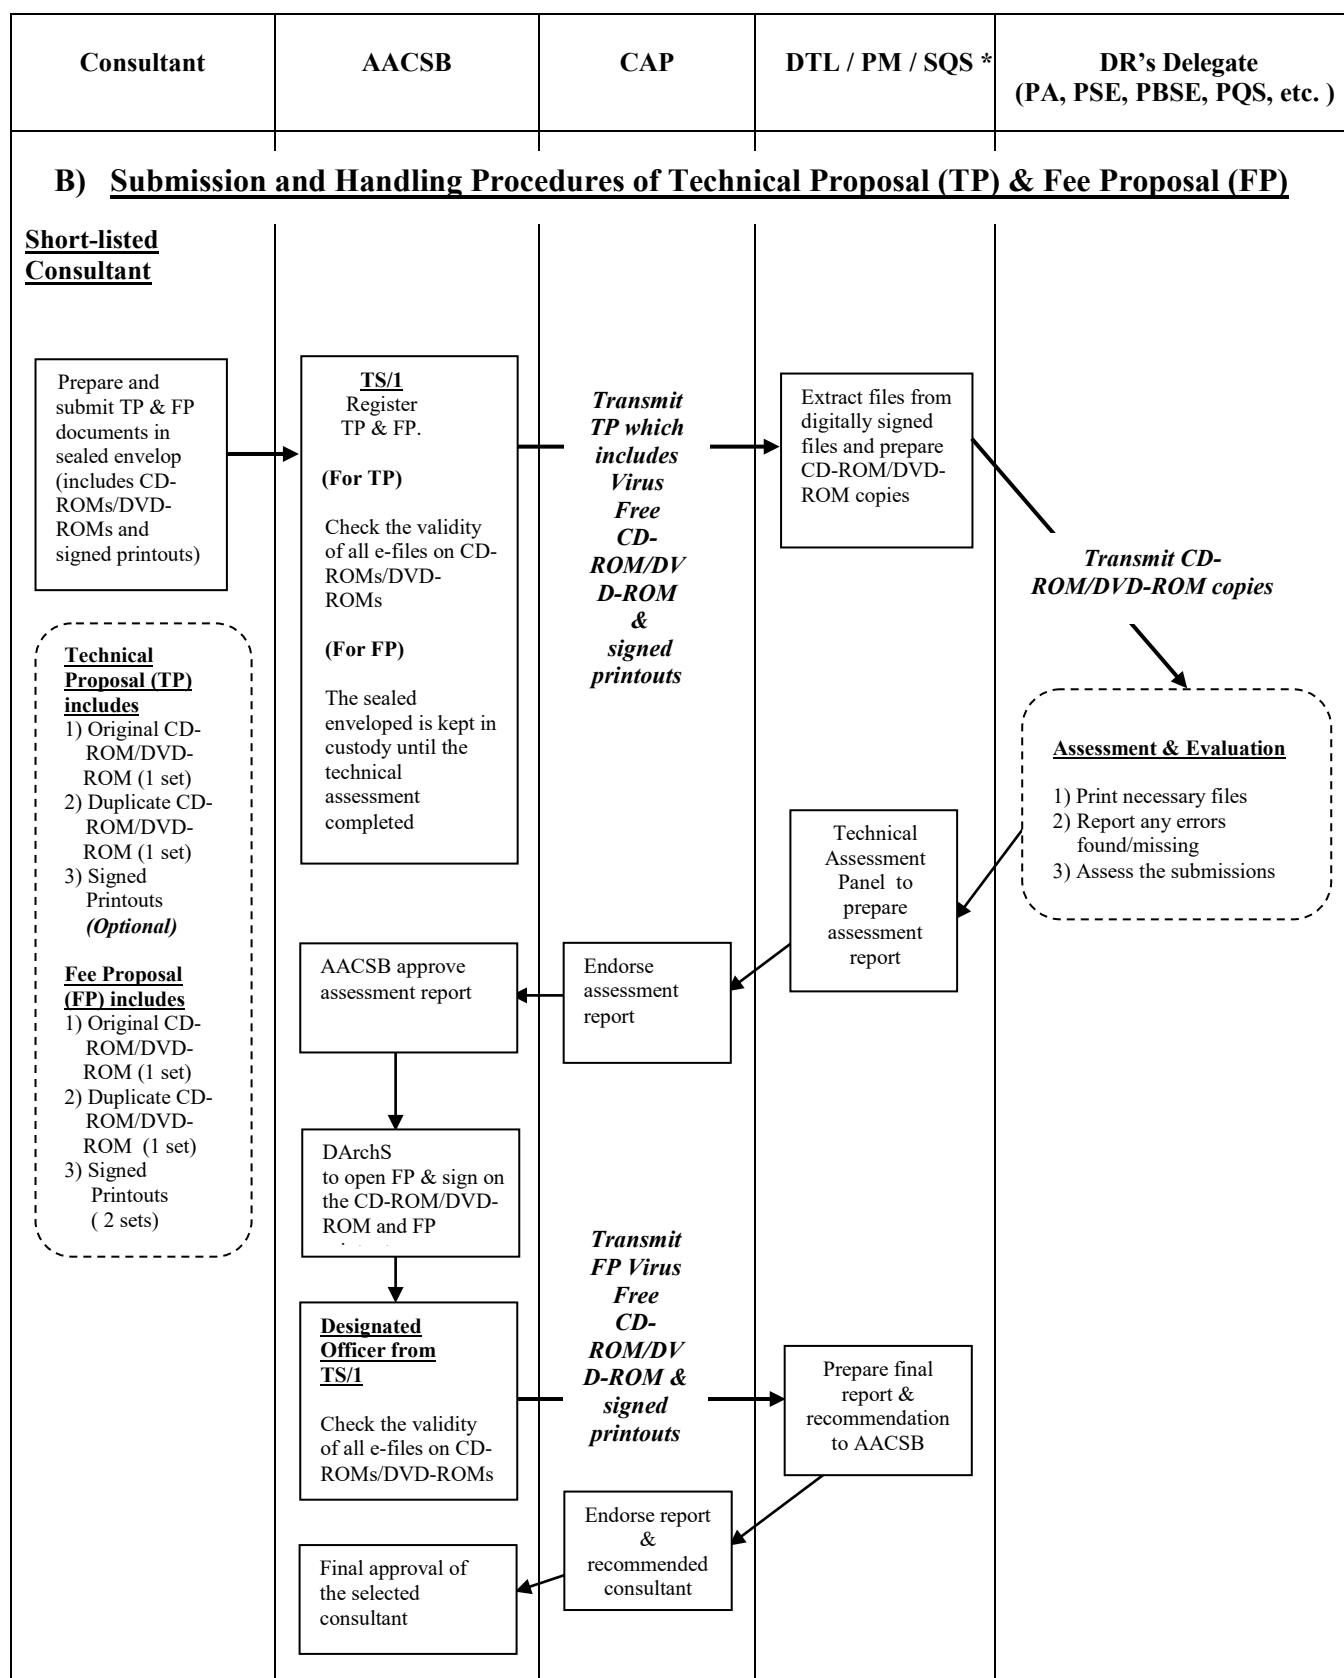 Consultant
AACSB
CAP
DTL / PM / SQS *
DR's Delegate
(PA, PSE, PBSE, PQS, etc. )
B) Submission and Handling Procedures of Technical Proposal (TP) & Fee Proposal (FP)
Short-listed
Consultant
Prepare and
submit TP & FP
documents in
sealed envelop
(includes CD-
ROMs/DVD-
ROMs and
signed printouts)
TS/1
Register
TP & FP.
(For TP)
Check the validity
of all e-files on CD-
ROMs/DVD-
ROMs
(For FP)
The sealed
enveloped is kept in
custody until the
technical
assessment
completed
Transmit
TP which
includes
Virus
Free
CD-
ROM/DV
D-ROM
&
signed
printouts
Extract files from
digitally signed
files and prepare
CD-ROM/DVD-
ROM copies
Transmit CD-
ROM/DVD-ROM copies
Technical
Proposal (TP)
includes
1) Original CD-
ROM/DVD-
ROM (1 set)
2) Duplicate CD-
ROM/DVD-
ROM (1 set)
3) Signed
Printouts
(Optional)
Fee Proposal
(FP) includes
1) Original CD-
ROM/DVD-
ROM (1 set)
2) Duplicate CD-
ROM/DVD-
ROM (1 set)
3) Signed
Printouts
( 2 sets)
Assessment & Evaluation
1) Print necessary files
2) Report any errors
found/missing
3) Assess the submissions
Technical
Assessment
Panel to
prepare
assessment
report
Endorse
assessment
report
AACSB approve
assessment report
DArchS
to open FP & sign on
the CD-ROM/DVD-
ROM and FP
Designated
Officer from
TS/1
Check the validity
of all e-files on CD-
ROMs/DVD-ROMs
Transmit
FP Virus
Free
CD-
ROM/DV
D-ROM &
signed
printouts
Prepare final
report &
recommendation
to AACSB
Endorse report
&
recommended
consultant
Final approval of
the selected
consultant